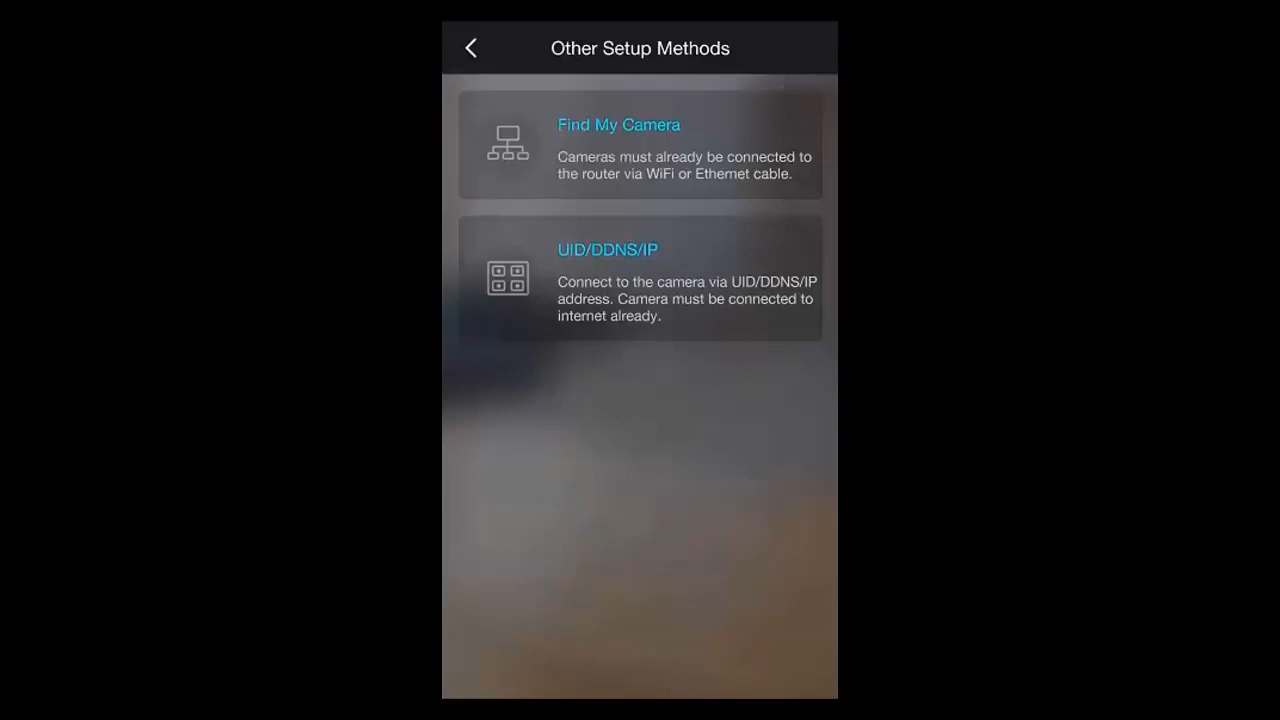 Other Setup Methods
Find My Camera
Cameras must already be connected to
the router via WiFi or Ethernet cable.
UID/DDNS/IP
Connect to the camera via UID/DDNS/IP
address. Camera must be connected to
internet already.